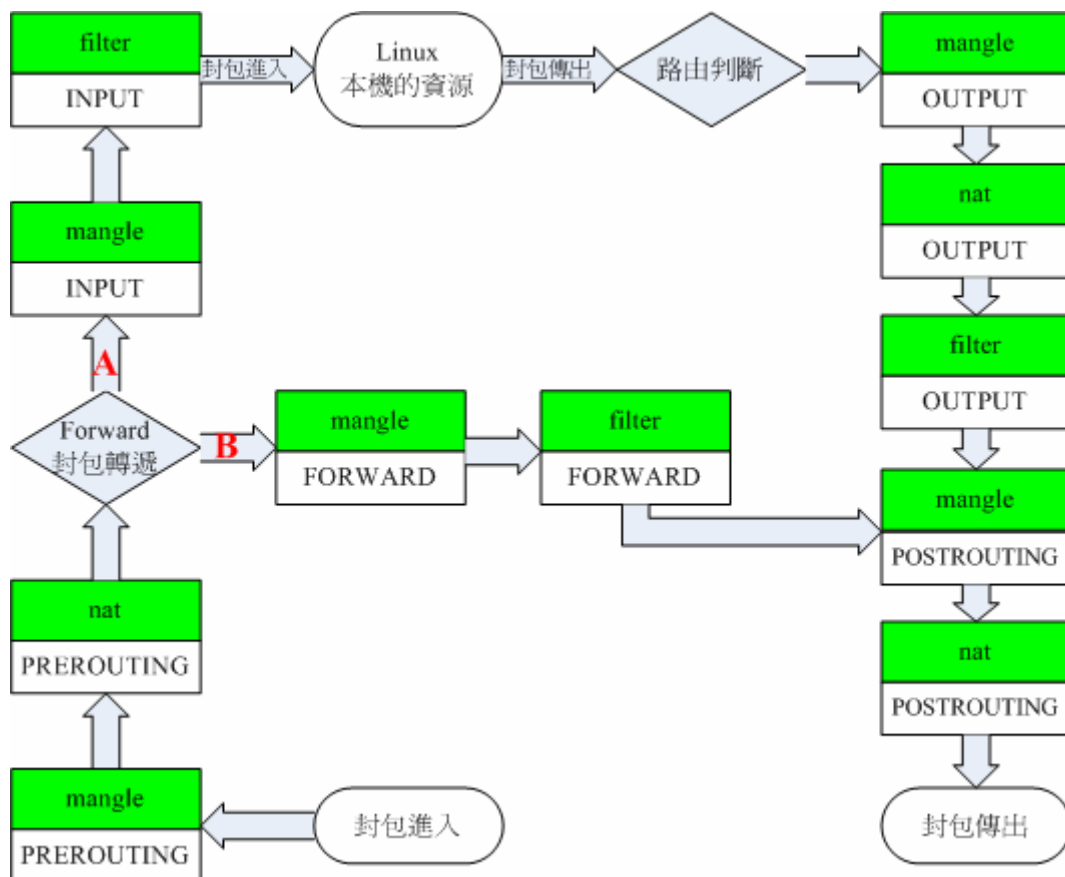 filter
INPUT
封包進入
Linux
本機的資源
封包傳出
路由判斷
mangle
OUTPUT
mangle
INPUT
nat
OUTPUT
A
filter
OUTPUT
Forward
封包轉遞
B
mangle
FORWARD
filter
FORWARD
mangle
POSTROUTING
nat
PREROUTING
nat
POSTROUTING
mangle
PREROUTING
封包進入
封包傳出